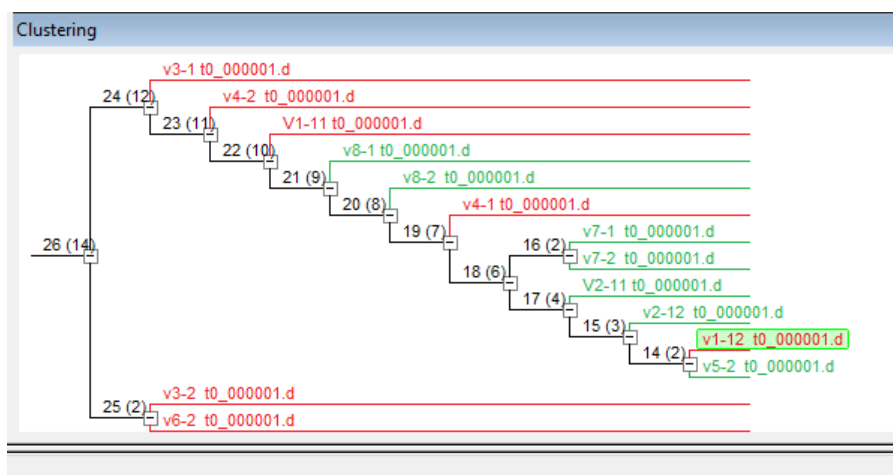 Clustering
v3-1 t0_000001.d
24 (12)
v4-2 t0_000001.d
23 (11)
V1-11 t0_000001.d
22 (10)
v8-1 t0_000001.d
21 (9)
v8-2 t0_000001.d
20 (8)
v4-1 t0_000001.d
19 (7)
v7-1 t0_000001.d
26 (14)
16 (2)
v7-2 t0_000001.d
18 (6)
V2-11 t0_000001.d
17 (4)
v2-12 t0_000001.d
15 (3)
v1-12 t0_000001.d
14 (2)
v5-2 t0_000001.d
v3-2 t0_000001.d
25 (2)
v6-2 t0_000001.d